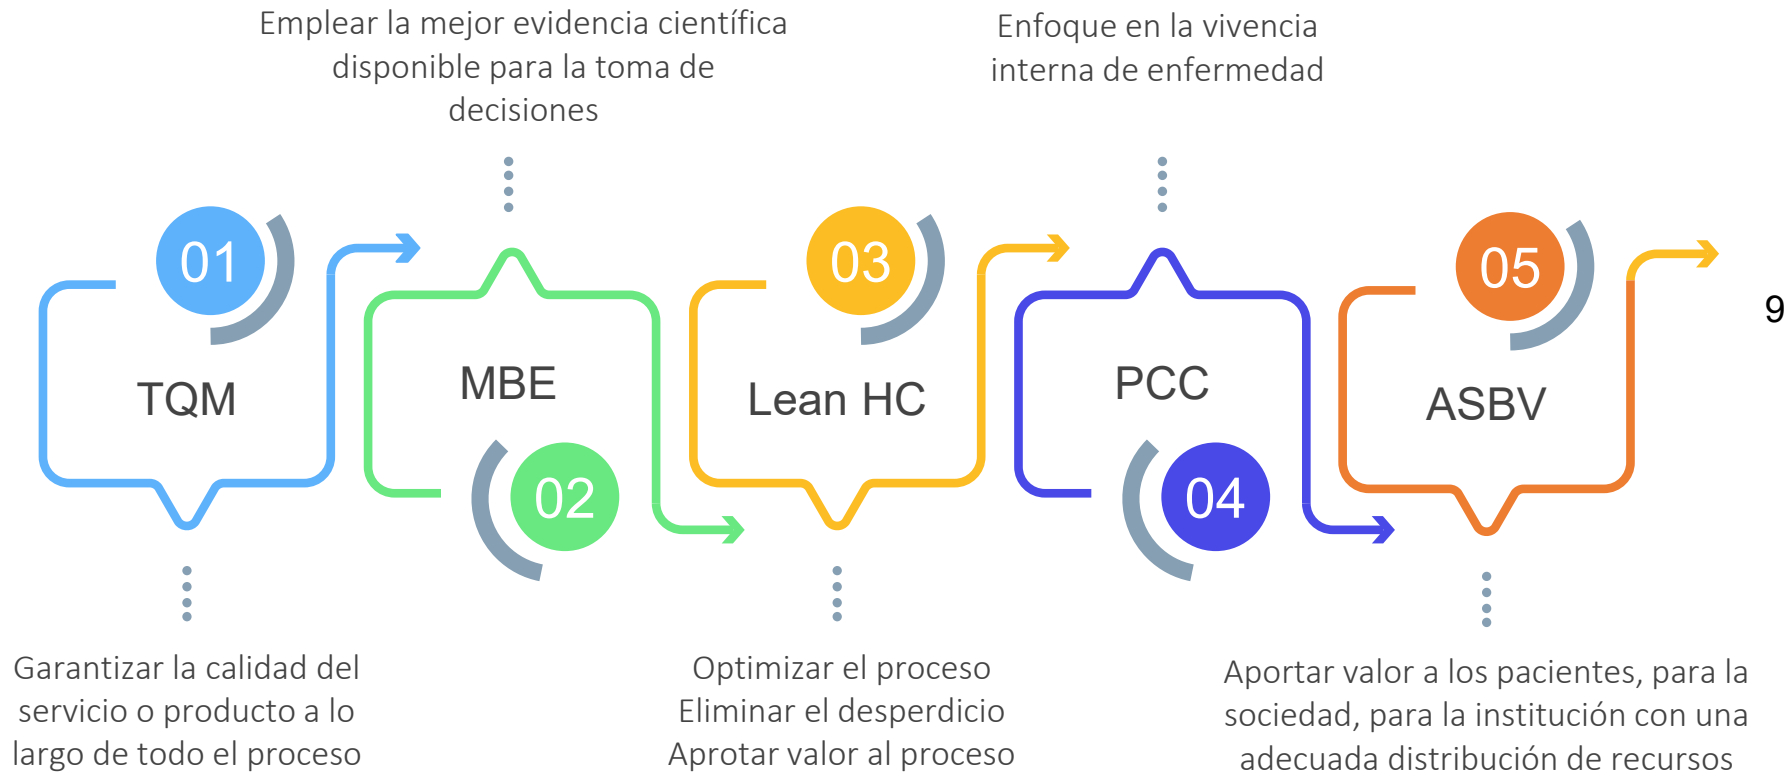 Emplear la mejor evidencia científica
disponible para la toma de
decisiones
Enfoque en la vivencia
interna de enfermedad
01
TQM
MBE
02
03
Lean HC
PCC
04
05
ASBV
9
Garantizar la calidad del
servicio o producto a lo
largo de todo el proceso
Optimizar el proceso
Eliminar el desperdicio
Aprotar valor al proceso
Aportar valor a los pacientes, para la
sociedad, para la institución con una
adecuada distribución de recursos